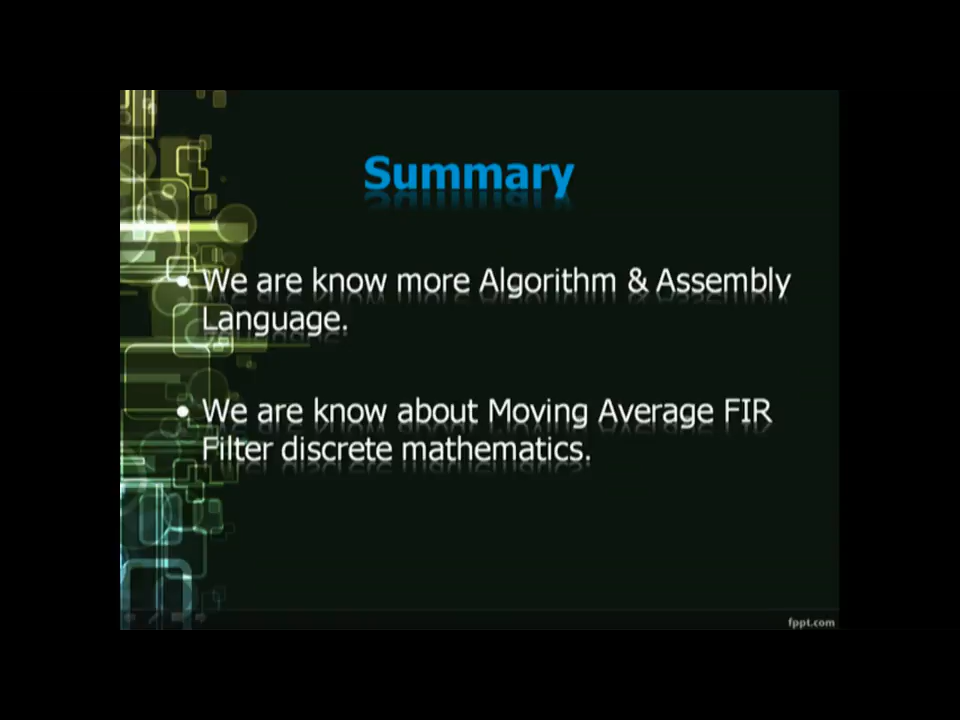 Summary
• We are know more Algorithm & Assembly
Language.
• We are know about Moving Average FIR
Filter discrete mathematics.
fppt.com